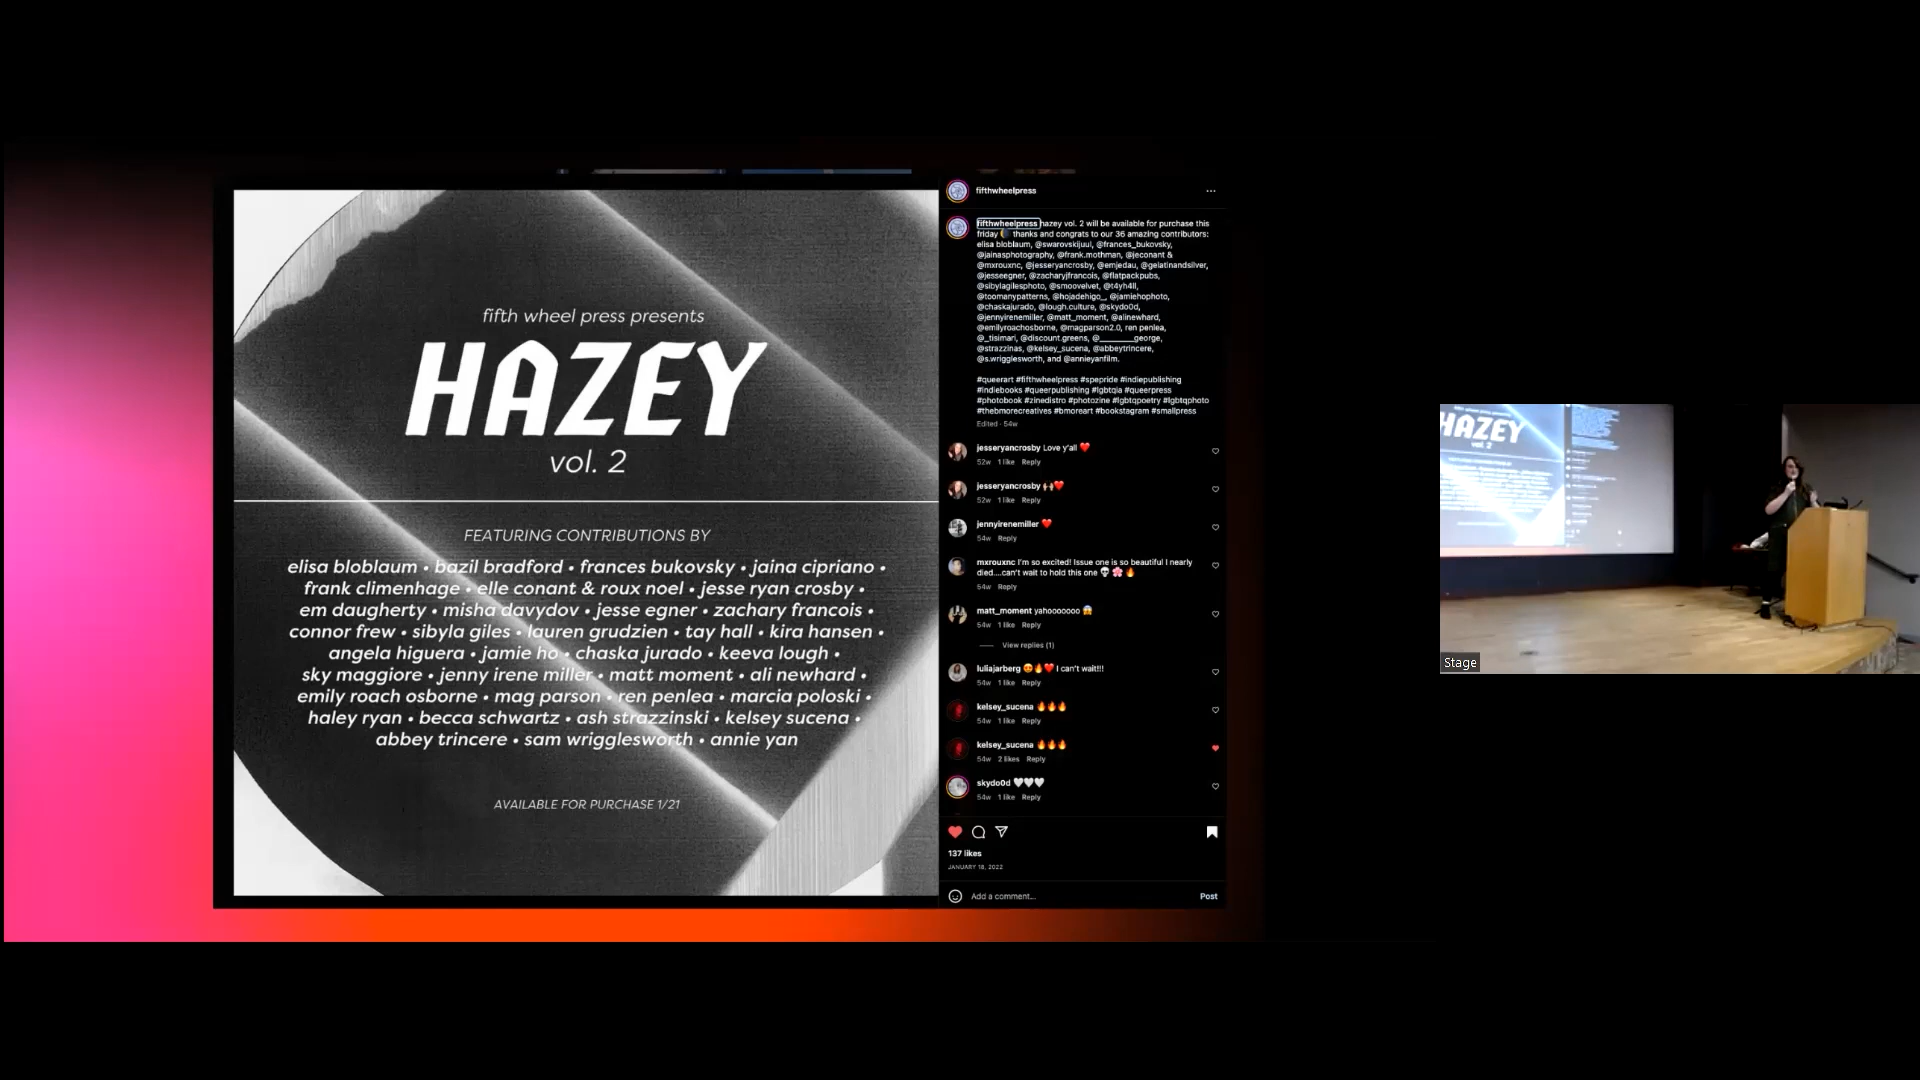 fifth wheel press presents
HAZEY
vol. 2
FEATURING CONTRIBUTIONS BY
elisa bloblaum • bazil bradford • frances bukovsky • jaina cipriano •
frank climenhage • elle conant & roux noel • jesse ryan crosby •
em daugherty • misha davydov • jesse egner • zachary francois •
connor frew • sibyla giles • lauren grudzien • tay hall • kira hansen •
angela higuera • jamie ho • chaska jurado • keeva lough •
sky maggiore • jenny irene miller • matt moment • ali newhard •
emily roach osborne • mag parson • ren penlea • marcia poloski •
haley ryan • becca schwartz • ash strazzinski • kelsey sucena •
abbey trincere • sam wrigglesworth • annie yan
AVAILABLE FOR PURCHASE 1/21
fifthwheelpress
fifthwheelpress hazey vol. 2 will be available for purchase this
friday 🌘 thanks and congrats to our 36 amazing contributors:
elisa bloblaum, @swarovskijuul, @frances_bukovsky,
@jainasphotography, @frank.mothman, @jeconant &
@mxrouxnc, @jesseryancrosby, @emjedau, @gelatinandsilver,
@jesseegner, @zacharyjfrancois, @flatpackpubs,
@sibylagilesphoto, @smoovelvet, @t4yh4ll,
@toomanypatterns, @hojadehigo_, @jamiehophoto,
@chaskajurado, @lough.culture, @skydo0d,
@jennyirenemiller, @matt_moment, @alinewhard,
@emilyroachosborne, @magparson2.0, ren penlea,
@_tisimari, @discount.greens, @________george,
@strazzinas, @kelsey_sucena, @abbeytrincere,
@s.wrigglesworth, and @annieyanfilm.
#queerart #fifthwheelpress #spepride #indiepublishing
#indiebooks #queerpublishing #lgbtqia #queerpress
#photobook #zinedistro #photozine #lgbtqpoetry #lgbtqphoto
#thebmorecreatives #bmoreart #bookstagram #smallpress
Edited · 54w
jesseryancrosby Love y'all ❤️
52w 1 like Reply
jesseryancrosby 🙌❤️
52w 1 like Reply
jennyirenemiller ❤️
54w Reply
mxrouxnc I'm so excited! Issue one is so beautiful I nearly
died....can't wait to hold this one 💀🌸🔥
54w Reply
matt_moment yahooooooo 😱
54w 1 like Reply
View replies (1)
luliajarberg 😍🔥❤️ I can't wait!!!
54w 1 like Reply
kelsey_sucena 🔥🔥🔥
54w 1 like Reply
kelsey_sucena 🔥🔥🔥
54w 2 likes Reply
skydo0d 🤍🤍🤍
54w 1 like Reply
137 likes
JANUARY 18, 2022
Add a comment...
Post
HAZEY
vol. 2
Stage